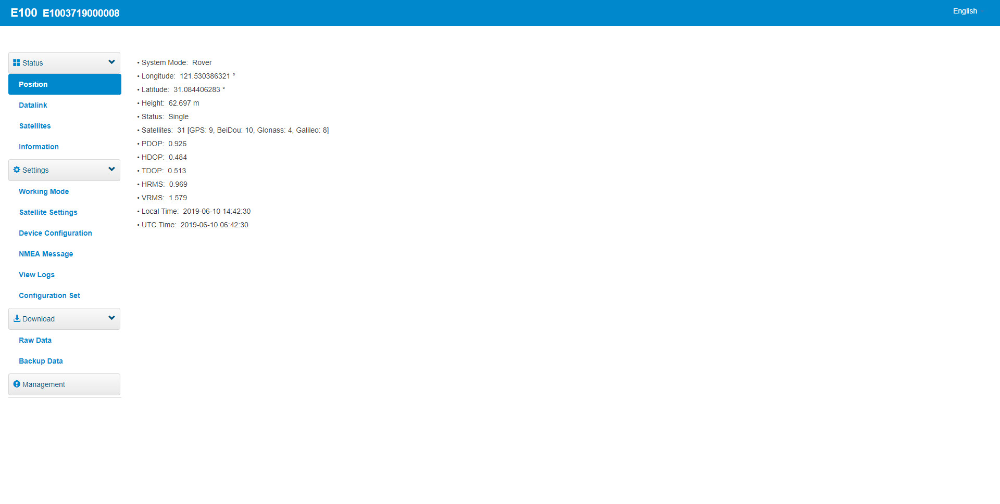 E100 E1003719000008
English
Status
Position
Datalink
Satellites
Information
Settings
Working Mode
Satellite Settings
Device Configuration
NMEA Message
View Logs
Configuration Set
Download
Raw Data
Backup Data
Management
• System Mode: Rover
• Longitude: 121.530386321 °
• Latitude: 31.084406283 °
• Height: 62.697 m
• Status: Single
• Satellites: 31 [GPS: 9, BeiDou: 10, Glonass: 4, Galileo: 8]
• PDOP: 0.926
• HDOP: 0.484
• TDOP: 0.513
• HRMS: 0.969
• VRMS: 1.579
• Local Time: 2019-06-10 14:42:30
• UTC Time: 2019-06-10 06:42:30